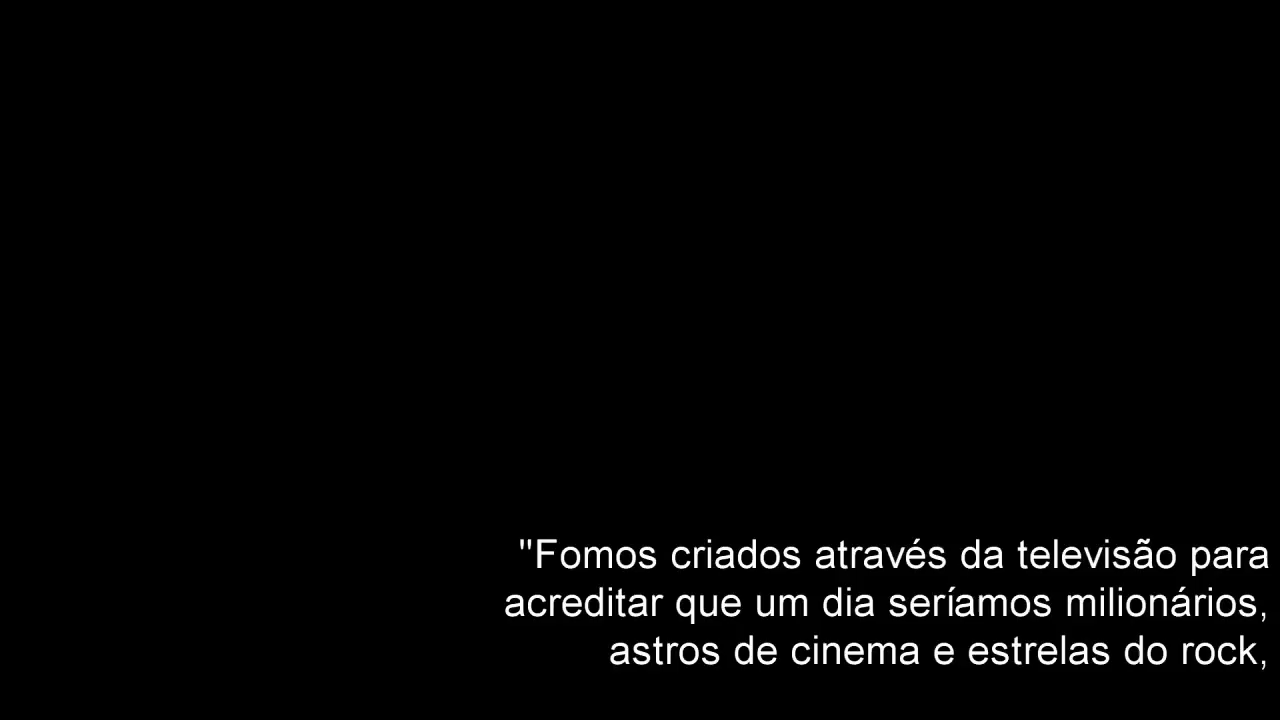 "Fomos criados através da televisão para
acreditar que um dia seríamos milionários,
astros de cinema e estrelas do rock,